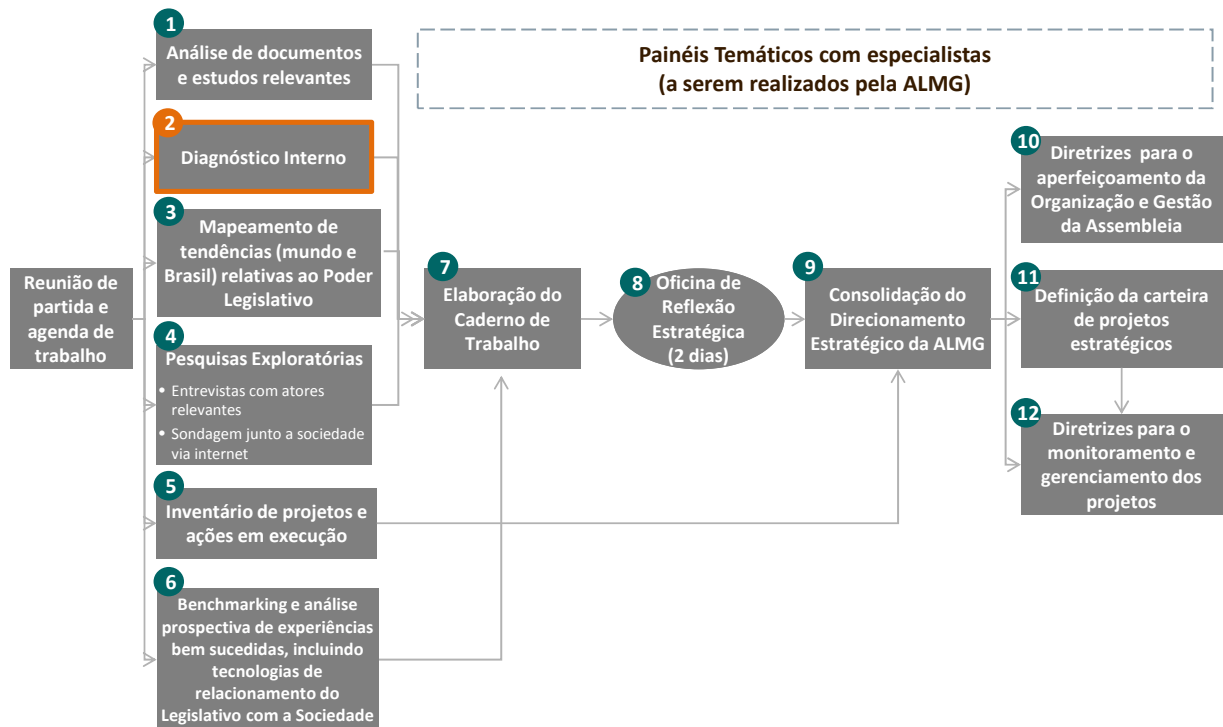 1
Análise de documentos
e estudos relevantes
Painéis Temáticos com especialistas
(a serem realizados pela ALMG)
2
Diagnóstico Interno
3
Mapeamento de
tendências (mundo e
Brasil) relativas ao Poder
Legislativo
Reunião de
partida e
agenda de
trabalho
4
Pesquisas Exploratórias
• Entrevistas com atores
relevantes
• Sondagem junto a sociedade
via internet
5
Inventário de projetos e
ações em execução
6
Benchmarking e análise
prospectiva de experiências
bem sucedidas, incluindo
tecnologias de
relacionamento do
Legislativo com a Sociedade
7
Elaboração do
Caderno de
Trabalho
8
Oficina de
Reflexão
Estratégica
(2 dias)
9
Consolidação do
Direcionamento
Estratégico da ALMG
10
Diretrizes para o
aperfeiçoamento da
Organização e Gestão
da Assembleia
11
Definição da carteira
de projetos
estratégicos
12
Diretrizes para o
monitoramento e
gerenciamento dos
projetos